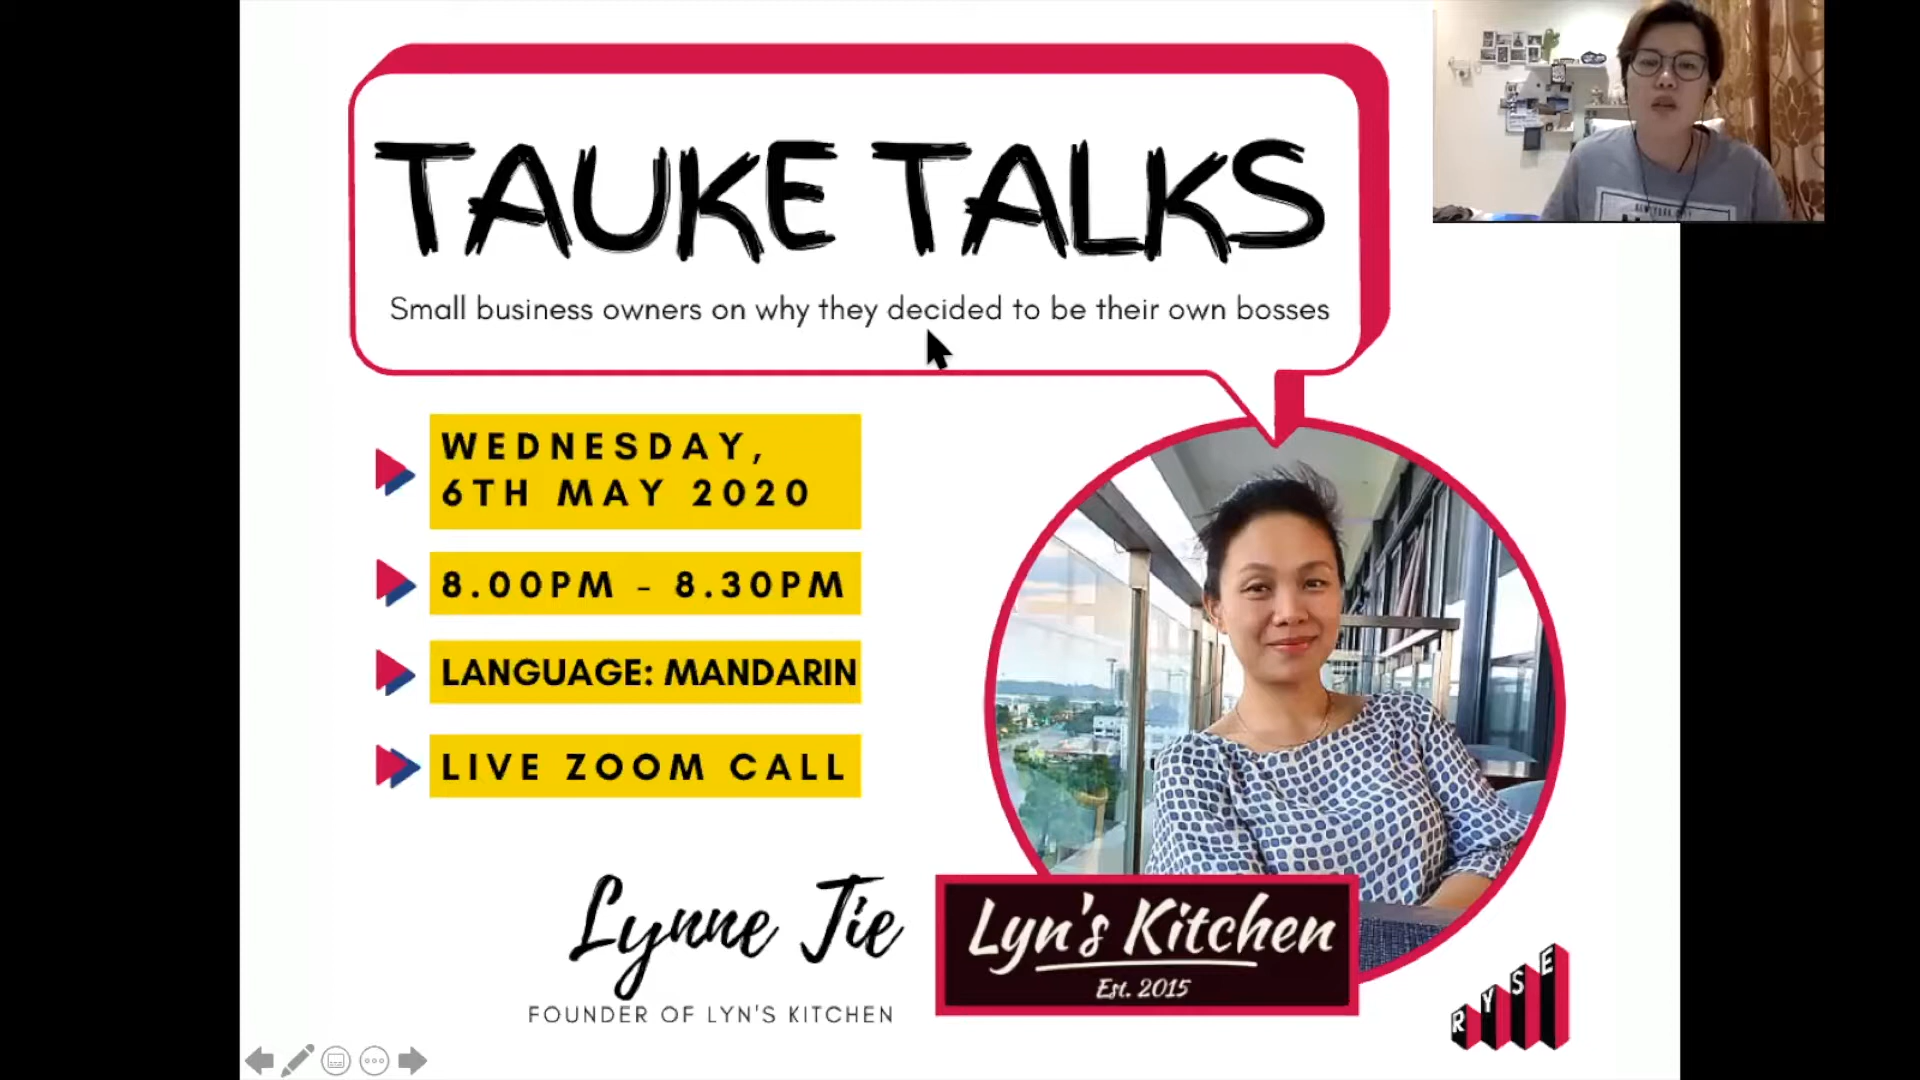 TAUKE TALKS
Small business owners on why they decided to be their own bosses
WEDNESDAY,
6TH MAY 2020
8.00PM - 8.30PM
LANGUAGE: MANDARIN
LIVE ZOOM CALL
Lynne Tie
FOUNDER OF LYN'S KITCHEN
Lyn's Kitchen
Est. 2015
RYSE